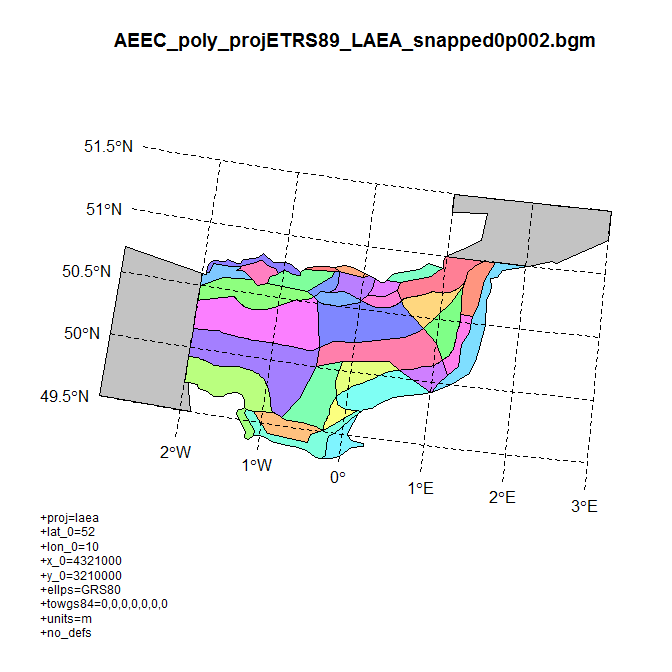 AEEC_poly_projETRS89_LAEA_snapped0p002.bgm
51.5°N
51°N
50.5°N
50°N
49.5°N
2°W
1°W
0°
1°E
2°E
3°E
+proj=laea
+lat_0=52
+lon_0=10
+x_0=4321000
+y_0=3210000
+ellps=GRS80
+towgs84=0,0,0,0,0,0,0
+units=m
+no_defs